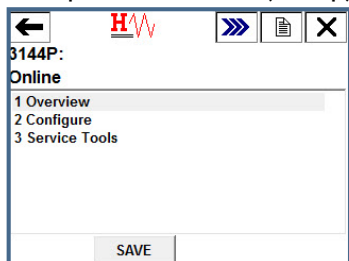 H
3144P:
Online
1 Overview
2 Configure
3 Service Tools
SAVE